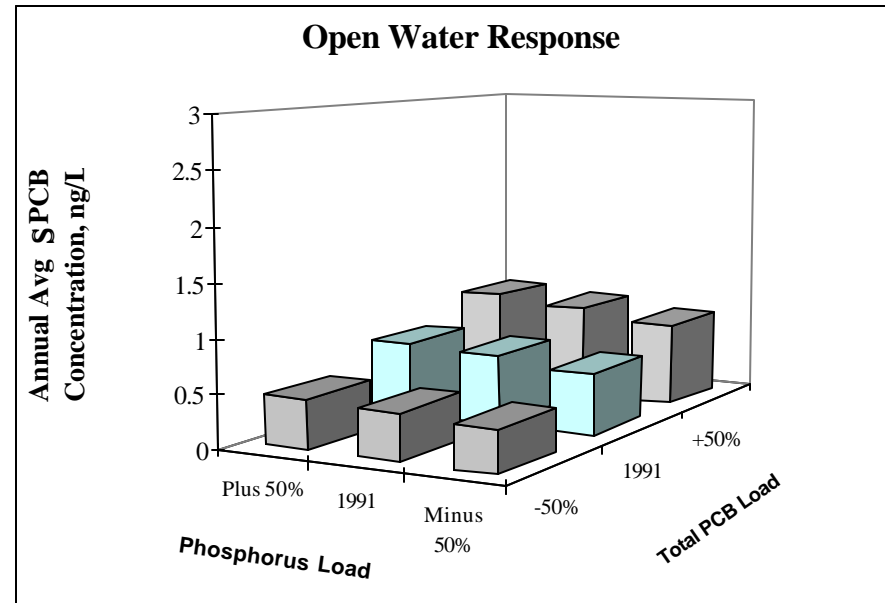 Open Water Response
Annual Avg SPCB
Concentration, ng/L
3
2.5
2
1.5
1
0.5
0
Plus 50%
1991
Minus
50%
Phosphorus Load
-50%
1991
+50%
Total PCB Load